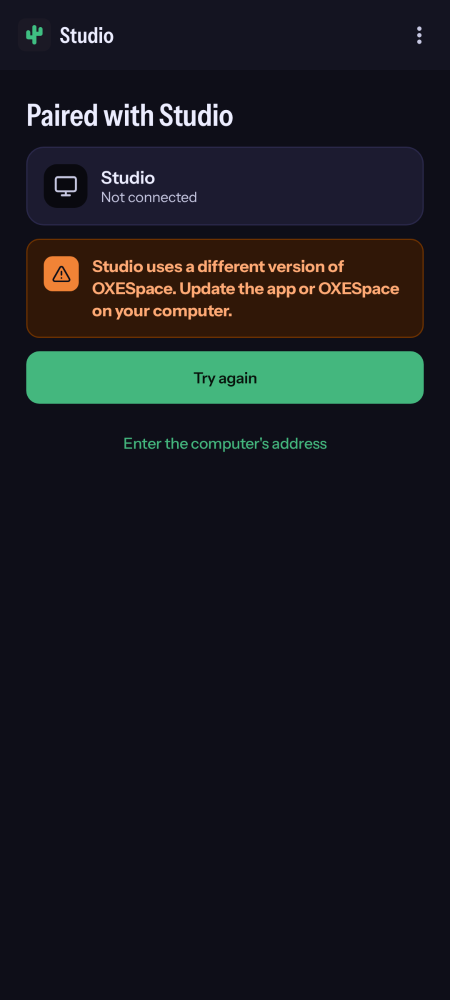 Studio
Paired with Studio
Studio
Not connected
Studio uses a different version of
OXESpace. Update the app or OXESpace
on your computer.
Try again
Enter the computer's address